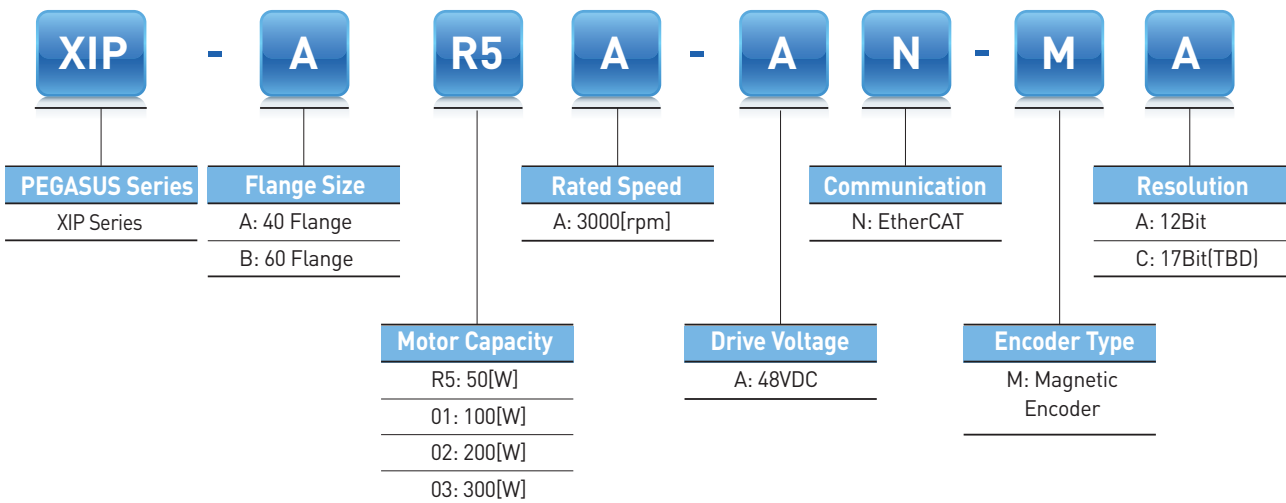 XIP - A R5 A - A N - M A
PEGASUS Series
XIP Series
Flange Size
A: 40 Flange
B: 60 Flange
Rated Speed
A: 3000[rpm]
Communication
N: EtherCAT
Resolution
A: 12Bit
C: 17Bit(TBD)
Motor Capacity
R5: 50[W]
01: 100[W]
02: 200[W]
03: 300[W]
Drive Voltage
A: 48VDC
Encoder Type
M: Magnetic
Encoder